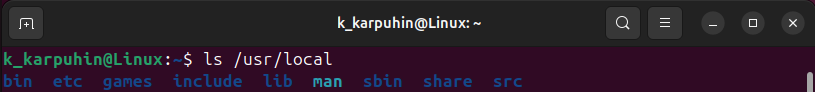 k_karpuhin@Linux: ~
k_karpuhin@Linux:~$ ls /usr/local
bin  etc  games  include  lib  man  sbin  share  src